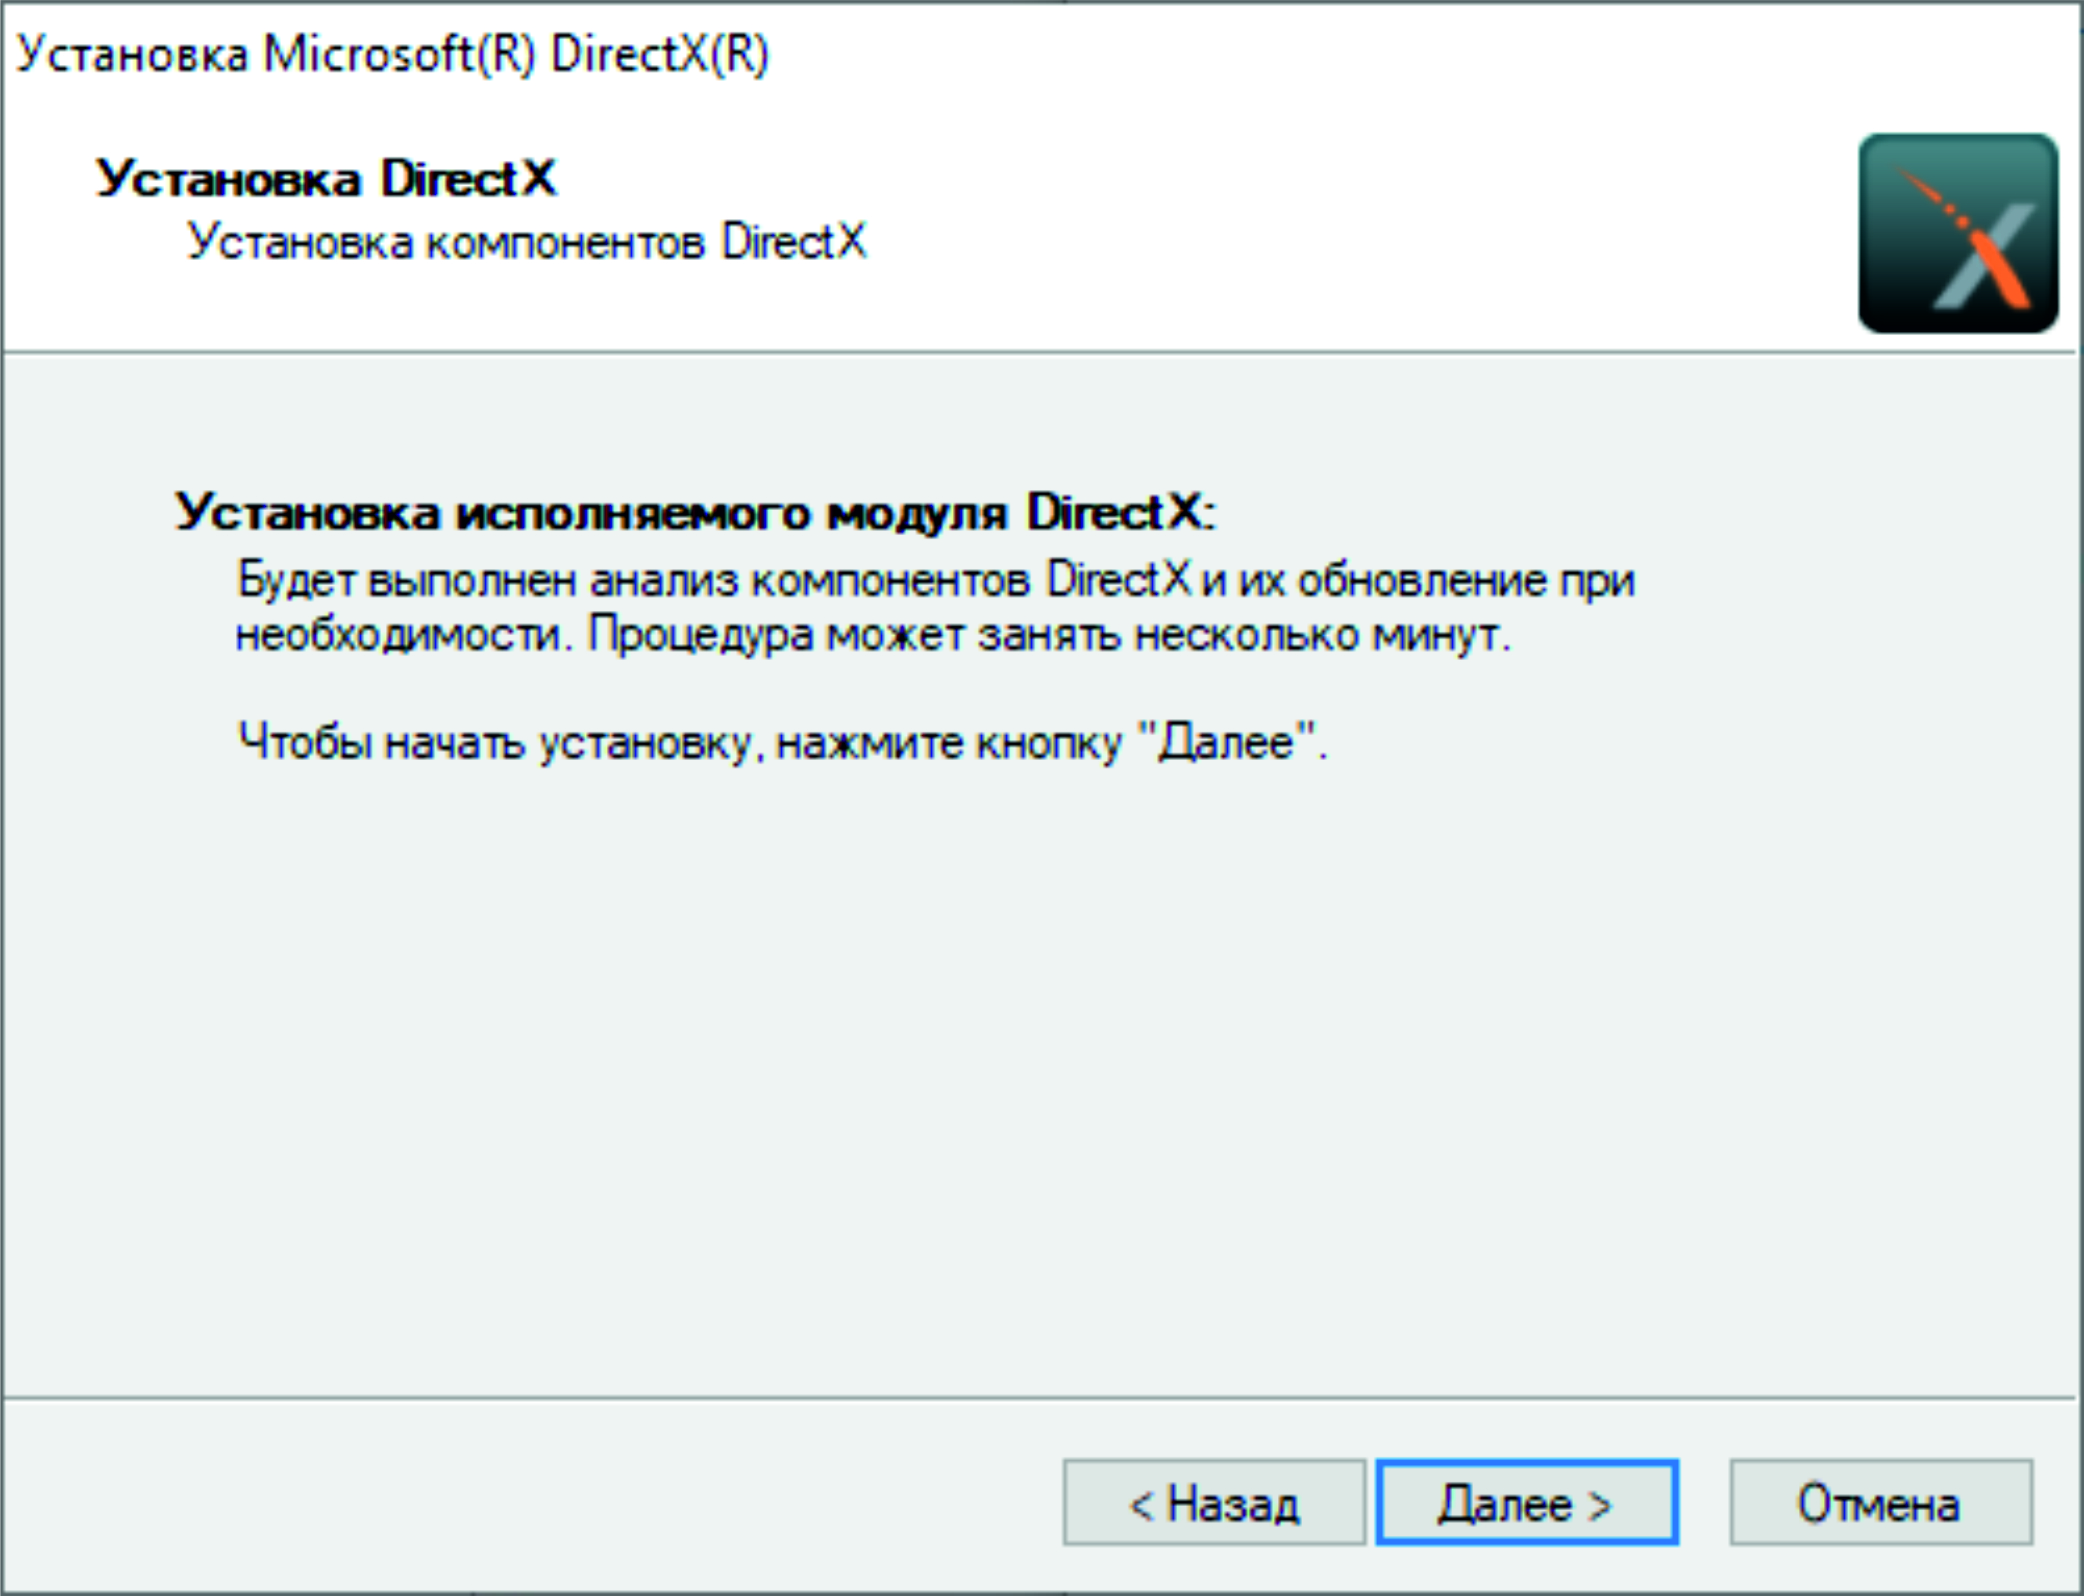 Установка Microsoft(R) DirectX(R)
Установка DirectX
Установка компонентов DirectX
Установка исполняемого модуля DirectX:
Будет выполнен анализ компонентов DirectX и их обновление при
необходимости. Процедура может занять несколько минут.
Чтобы начать установку, нажмите кнопку "Далее".
< Назад
Далее >
Отмена